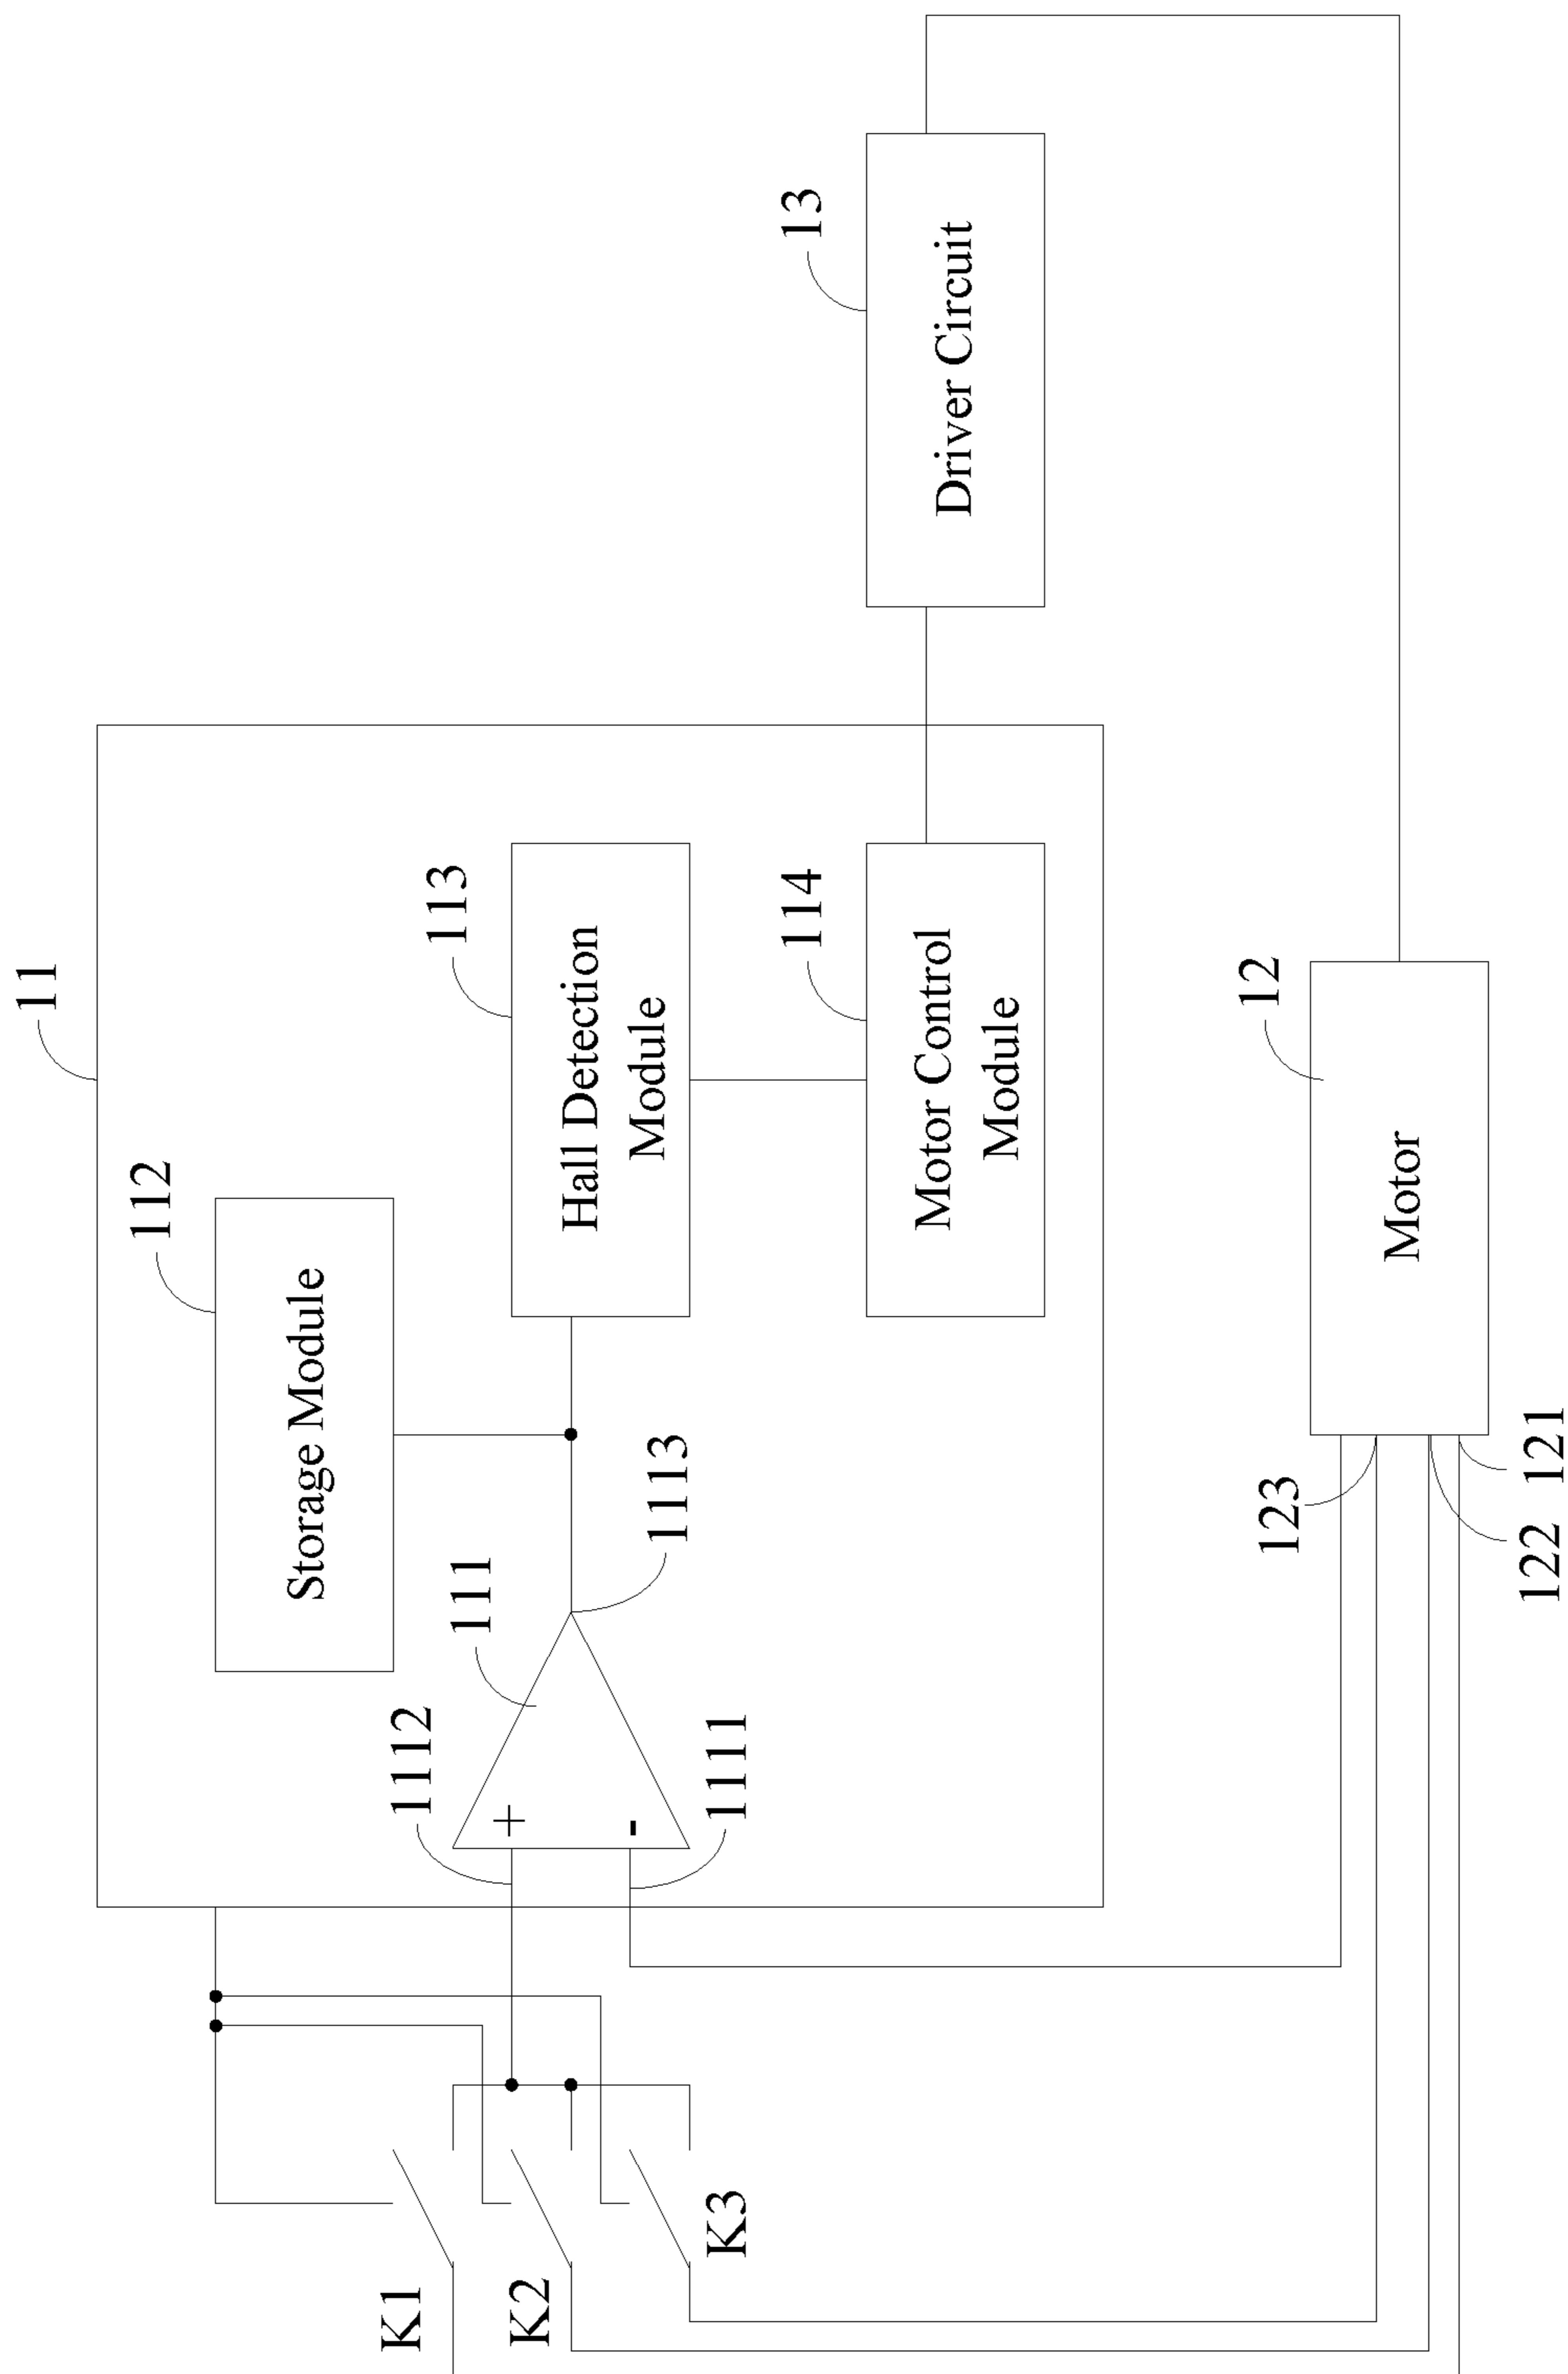 11
112
Storage Module
113
Hall Detection
Module
13
Driver Circuit
111
1112
+
-
1111
1113
114
Motor Control
Module
K1
K2
K3
12
Motor
123
122
121